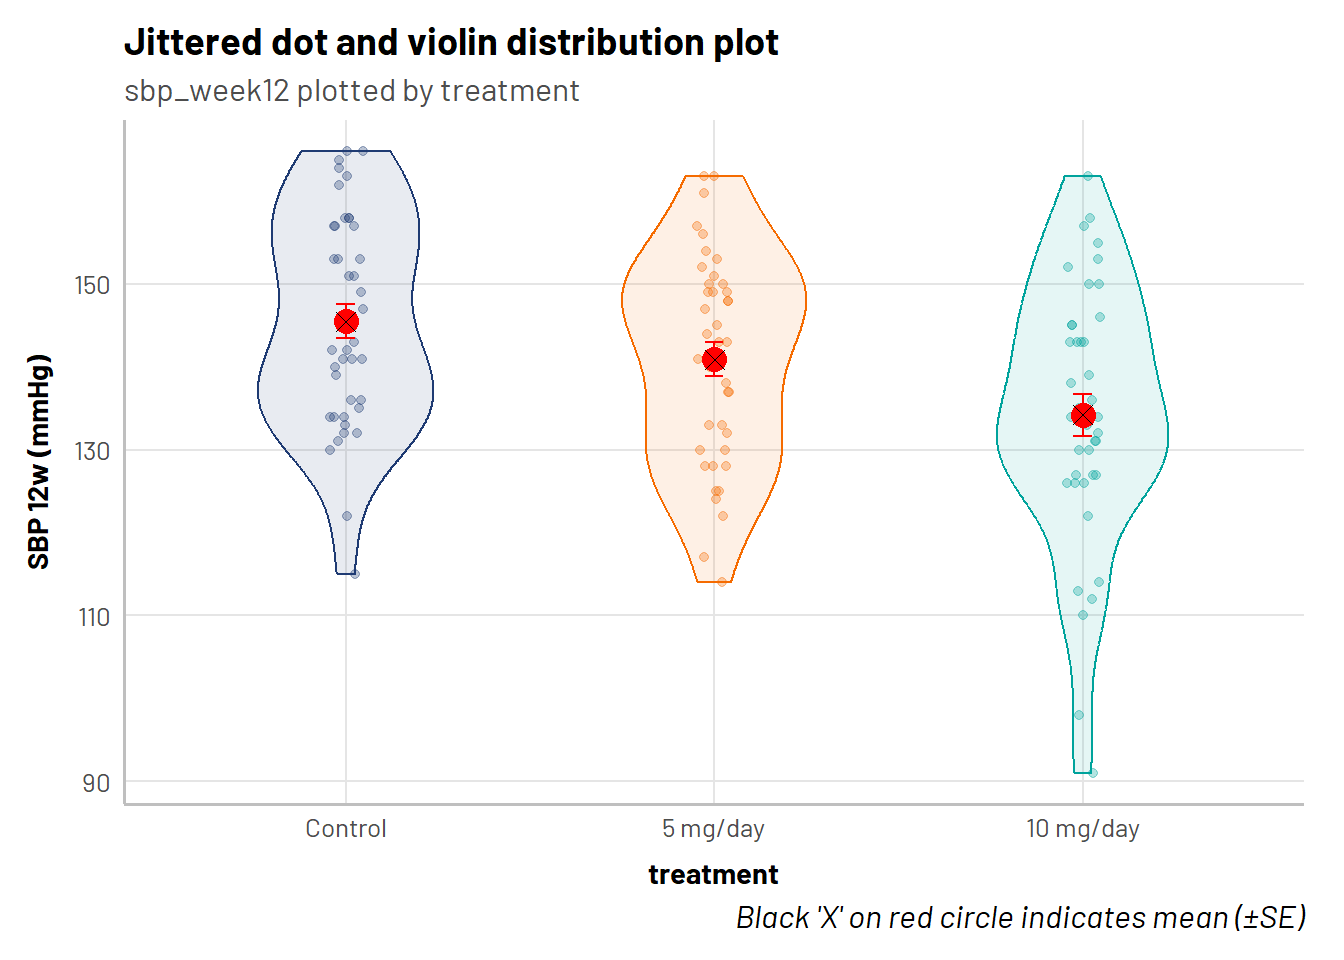 Jittered dot and violin distribution plot
sbp_week12 plotted by treatment
SBP 12w (mmHg)
150
130
110
90
Control
5 mg/day
10 mg/day
treatment
Black 'X' on red circle indicates mean (±SE)